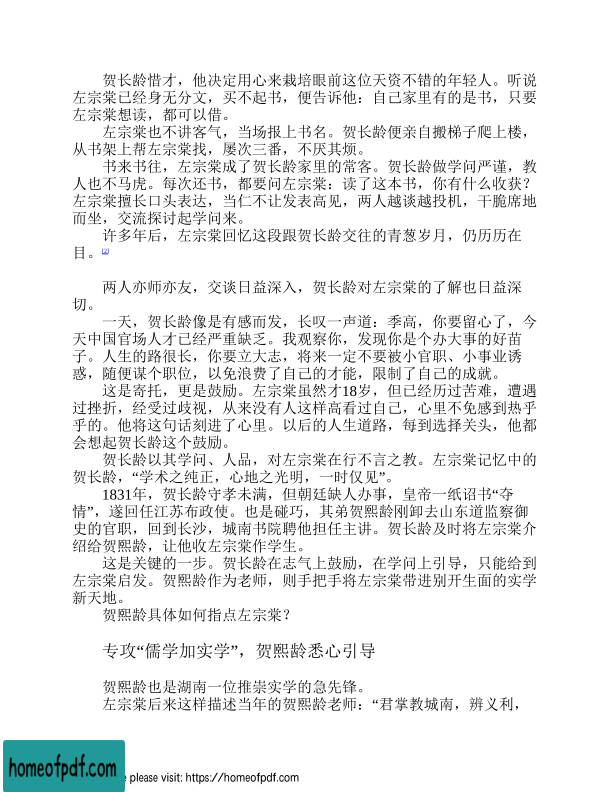 贺长龄惜才，他决定用心来栽培眼前这位天资不错的年轻人。听说
左宗棠已经身无分文，买不起书，便告诉他：自己家里有的是书，只要
左宗棠想读，都可以借。
左宗棠也不讲客气，当场报上书名。贺长龄便亲自搬梯子爬上楼，
从书架上帮左宗棠找，屡次三番，不厌其烦。
书来书往，左宗棠成了贺长龄家里的常客。贺长龄做学问严谨，教
人也不马虎。每次还书，都要问左宗棠：读了这本书，你有什么收获？
左宗棠擅长口头表达，当仁不让发表高见，两人越谈越投机，干脆席地
而坐，交流探讨起学问来。
许多年后，左宗棠回忆这段跟贺长龄交往的青葱岁月，仍历历在
目。[2]
两人亦师亦友，交谈日益深入，贺长龄对左宗棠的了解也日益深
切。
一天，贺长龄像是有感而发，长叹一声道：季高，你要留心了，今
天中国官场人才已经严重缺乏。我观察你，发现你是个办大事的好苗
子。人生的路很长，你要立大志，将来一定不要被小官职、小事业诱
惑，随便谋个职位，以免浪费了自己的才能，限制了自己的成就。
这是寄托，更是鼓励。左宗棠虽然才18岁，但已经历过苦难，遭遇
过挫折，经受过歧视，从来没有人这样高看过自己，心里不免感到热乎
乎的。他将这句话刻进了心里。以后的人生道路，每到选择关头，他都
会想起贺长龄这个鼓励。
贺长龄以其学问、人品，对左宗棠在行不言之教。左宗棠记忆中的
贺长龄，“学术之纯正，心地之光明，一时仅见”。
1831年，贺长龄守孝未满，但朝廷缺人办事，皇帝一纸诏书“夺
情”，遂回任江苏布政使。也是碰巧，其弟贺熙龄刚卸去山东道监察御
史的官职，回到长沙，城南书院聘他担任主讲。贺长龄及时将左宗棠介
绍给贺熙龄，让他收左宗棠作学生。
这是关键的一步。贺长龄在志气上鼓励，在学问上引导，只能给到
左宗棠启发。贺熙龄作为老师，则手把手将左宗棠带进别开生面的实学
新天地。
贺熙龄具体如何指点左宗棠？
专攻“儒学加实学”，贺熙龄悉心引导
贺熙龄也是湖南一位推崇实学的急先锋。
左宗棠后来这样描述当年的贺熙龄老师：“君掌教城南，辨义利，
homeofpdf.com
e please visit: https://homeofpdf.com